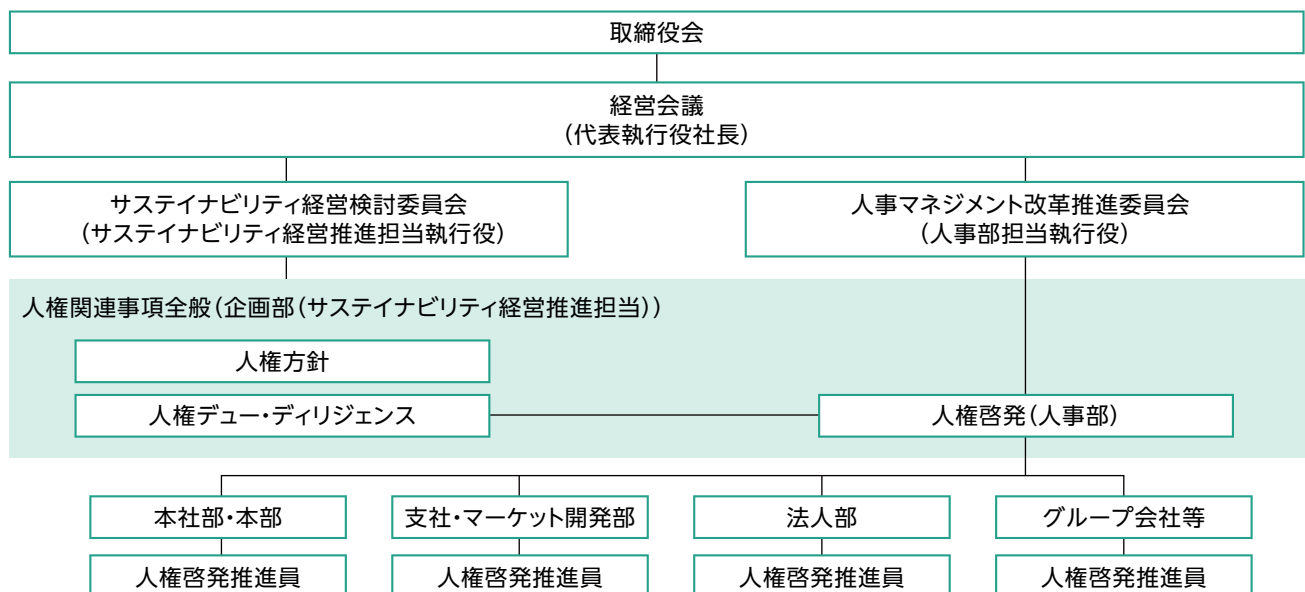 取締役会
経営会議
(代表執行役社長)
サステイナビリティ経営検討委員会
(サステイナビリティ経営推進担当執行役)
人事マネジメント改革推進委員会
(人事部担当執行役)
人権関連事項全般(企画部(サステイナビリティ経営推進担当))
人権方針
人権デュー・ディリジェンス
人権啓発(人事部)
本社部・本部
支社・マーケット開発部
法人部
グループ会社等
人権啓発推進員
人権啓発推進員
人権啓発推進員
人権啓発推進員